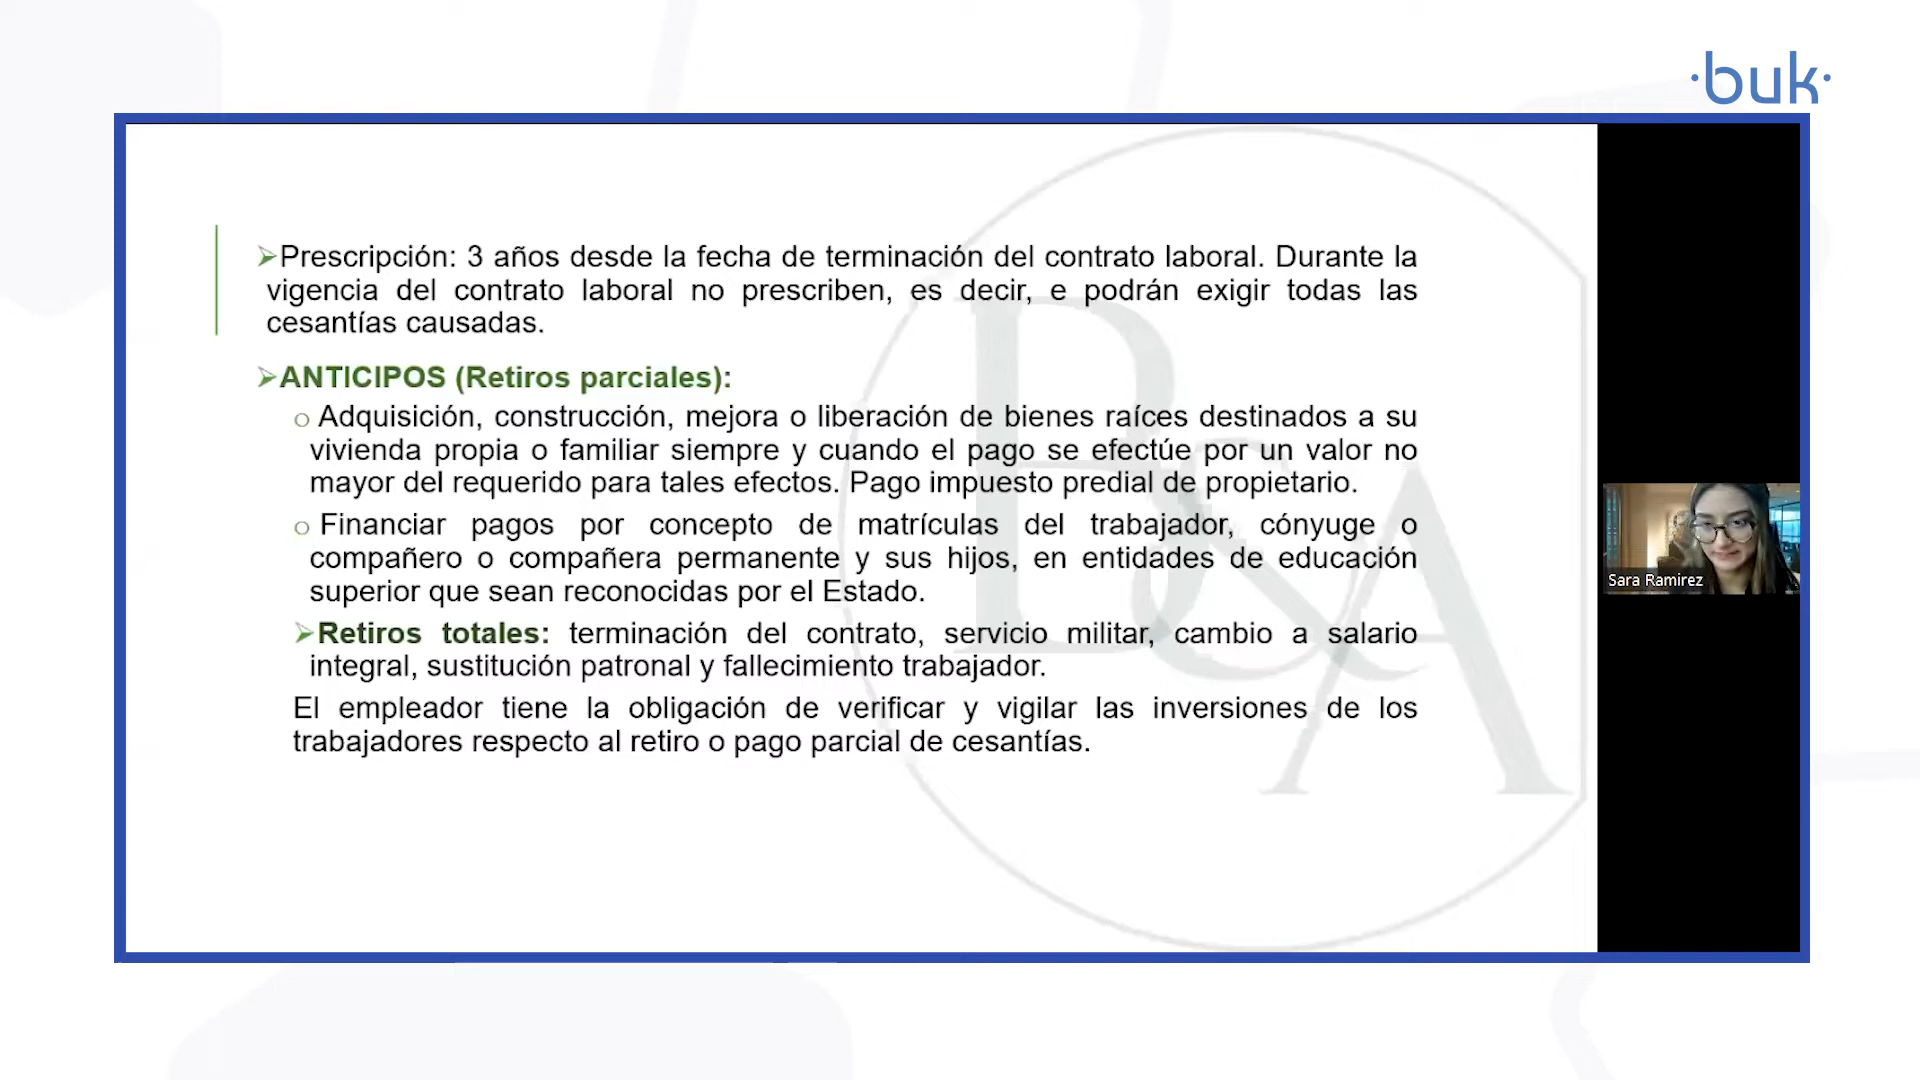 ·buk·
➢Prescripción: 3 años desde la fecha de terminación del contrato laboral. Durante la
vigencia del contrato laboral no prescriben, es decir, e podrán exigir todas las
cesantías causadas.
➢ANTICIPOS (Retiros parciales):
o Adquisición, construcción, mejora o liberación de bienes raíces destinados a su
vivienda propia o familiar siempre y cuando el pago se efectúe por un valor no
mayor del requerido para tales efectos. Pago impuesto predial de propietario.
o Financiar pagos por concepto de matrículas del trabajador, cónyuge o
compañero o compañera permanente y sus hijos, en entidades de educación
superior que sean reconocidas por el Estado.
➢Retiros totales: terminación del contrato, servicio militar, cambio a salario
integral, sustitución patronal y fallecimiento trabajador.
El empleador tiene la obligación de verificar y vigilar las inversiones de los
trabajadores respecto al retiro o pago parcial de cesantías.
B&A
Sara Ramirez